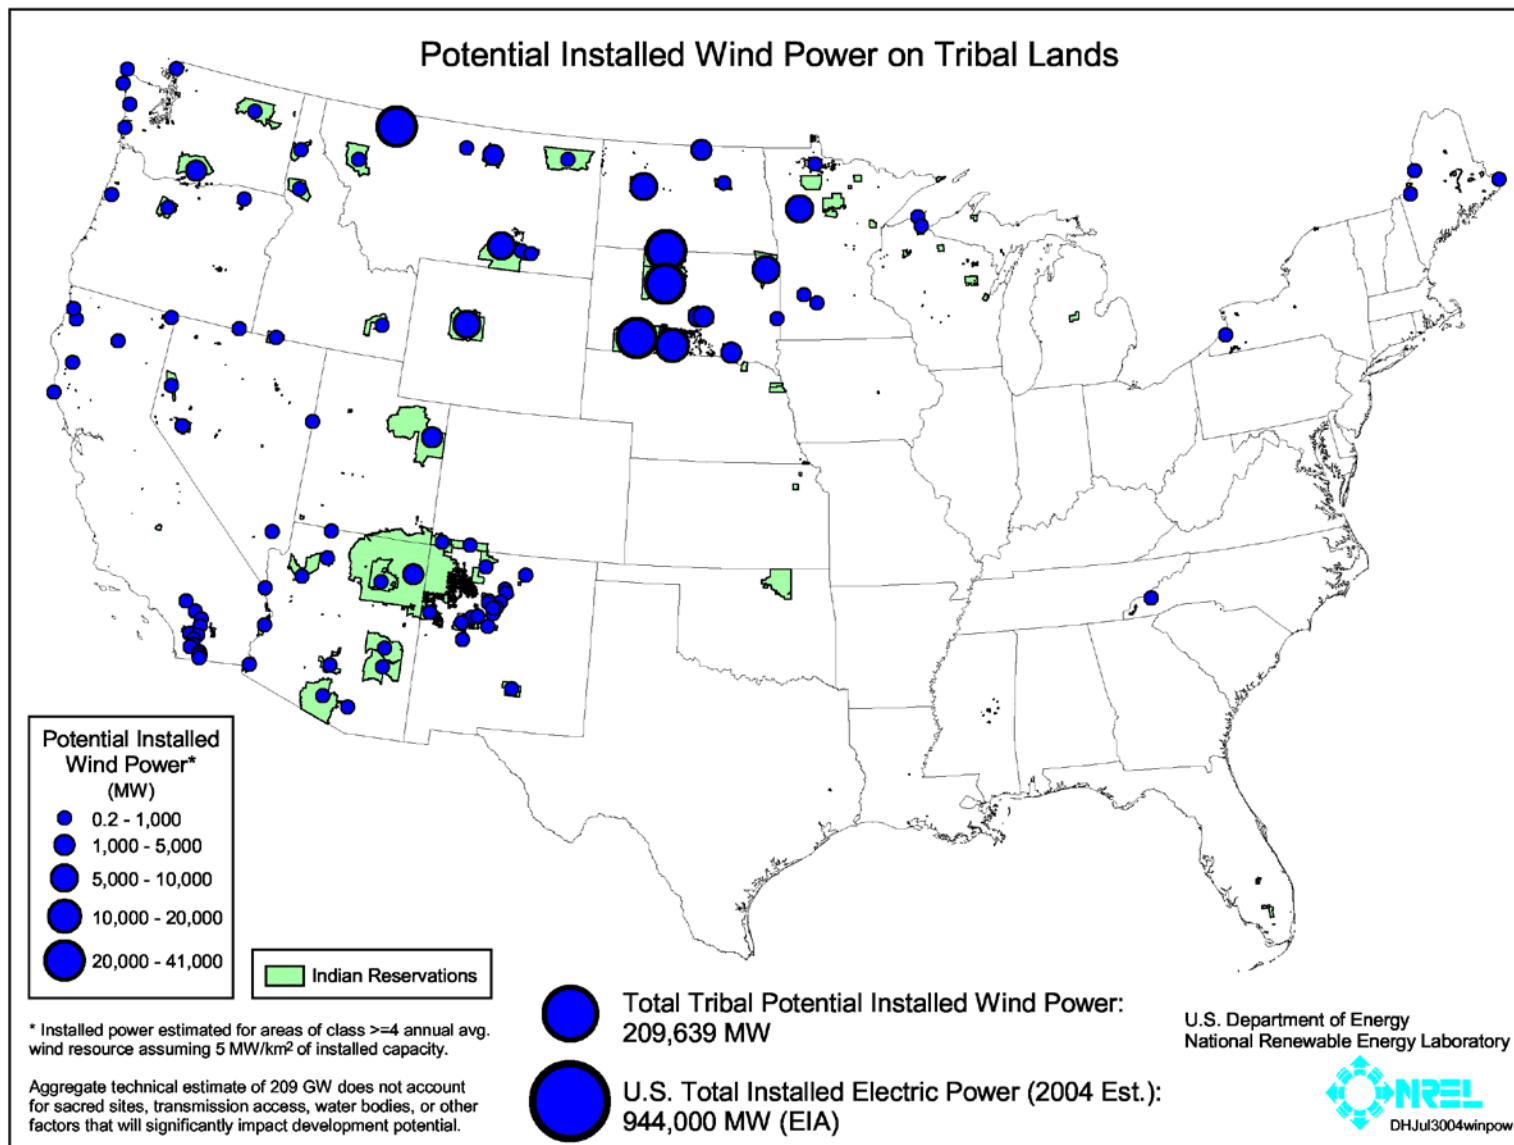 Potential Installed Wind Power on Tribal Lands
Potential Installed
Wind Power*
(MW)
0.2 - 1,000
1,000 - 5,000
5,000 - 10,000
10,000 - 20,000
20,000 - 41,000
Indian Reservations
* Installed power estimated for areas of class >=4 annual avg.
wind resource assuming 5 MW/km² of installed capacity.
Aggregate technical estimate of 209 GW does not account
for sacred sites, transmission access, water bodies, or other
factors that will significantly impact development potential.
Total Tribal Potential Installed Wind Power:
209,639 MW
U.S. Total Installed Electric Power (2004 Est.):
944,000 MW (EIA)
U.S. Department of Energy
National Renewable Energy Laboratory
NREL
DHJul3004winpow